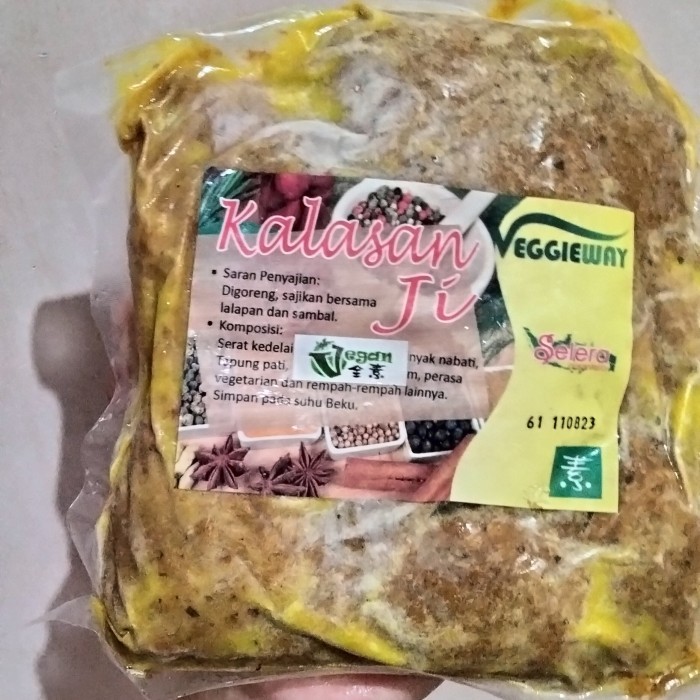 Kalasan
Ji
VEGGIEWAY
• Saran Penyajian:
Digoreng, sajikan bersama
lalapan dan sambal.
• Komposisi:
Serat kedelai nyak nabati,
Tepung pati, m, perasa
vegetarian dan rempah-rempah lainnya.
Simpan pada suhu Beku.
Vegan
全素
Selera
61 110823
素